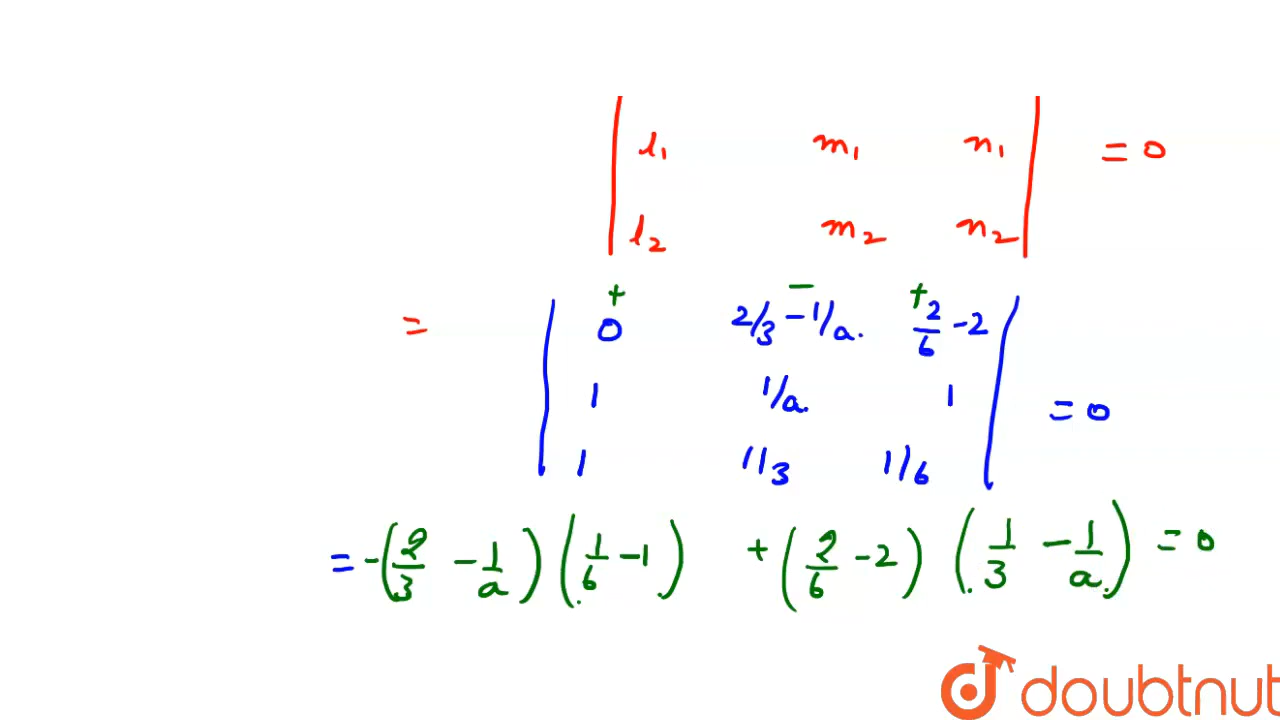 | l₁ m₁ n₁ | = 0
| l₂ m₂ n₂ |
+ − +
= | 0 2/3 − 1/a. 2/6 − 2 |
| 1 1/a. 1 | = 0
| 1 1/3 1/6 |
= -(2/3 − 1/a)(1/6 − 1) + (2/6 − 2)(1/3 − 1/a) = 0
doubtnut